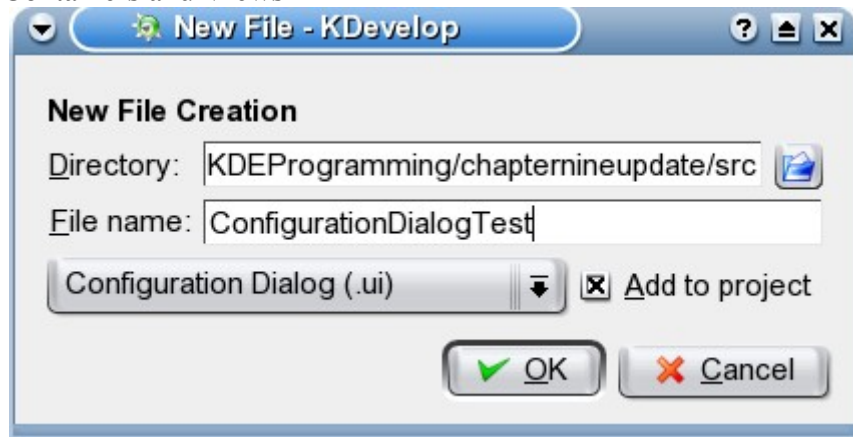 New File - KDevelop
New File Creation
Directory: KDEProgramming/chapternineupdate/src
File name: ConfigurationDialogTest
Configuration Dialog (.ui) Add to project
OK Cancel